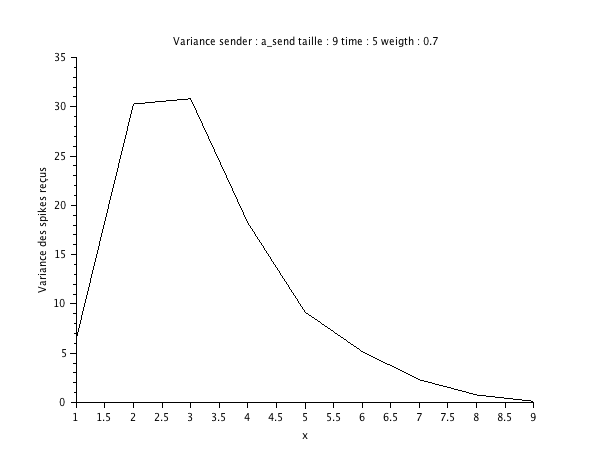 Variance sender : a_send taille : 9 time : 5 weigth : 0.7
35
30
25
20
15
10
5
0
Variance des spikes reçus
1 1.5 2 2.5 3 3.5 4 4.5 5 5.5 6 6.5 7 7.5 8 8.5 9
x